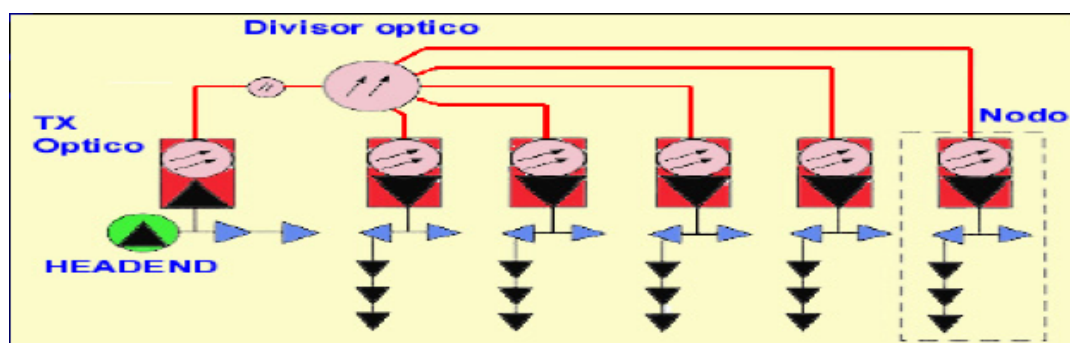 Divisor optico
TX
Optico
Nodo
HEADEND